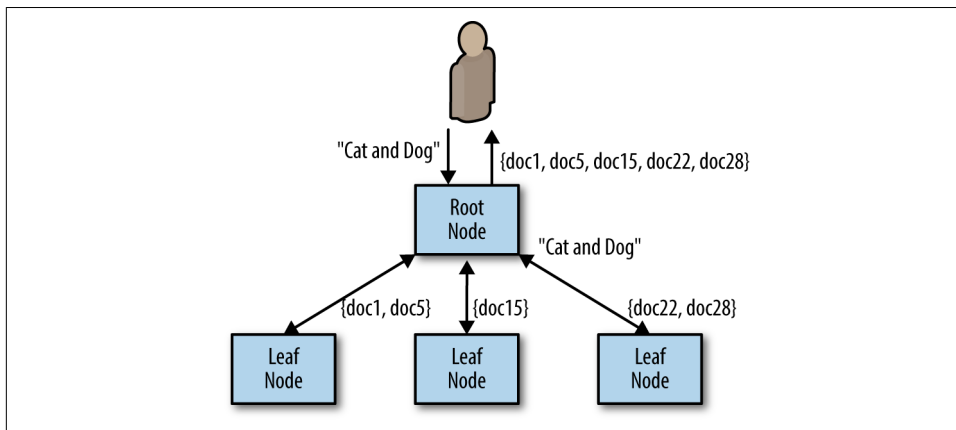 "Cat and Dog"
{doc1, doc5, doc15, doc22, doc28}
Root
Node
"Cat and Dog"
{doc1, doc5}
{doc15}
{doc22, doc28}
Leaf
Node
Leaf
Node
Leaf
Node